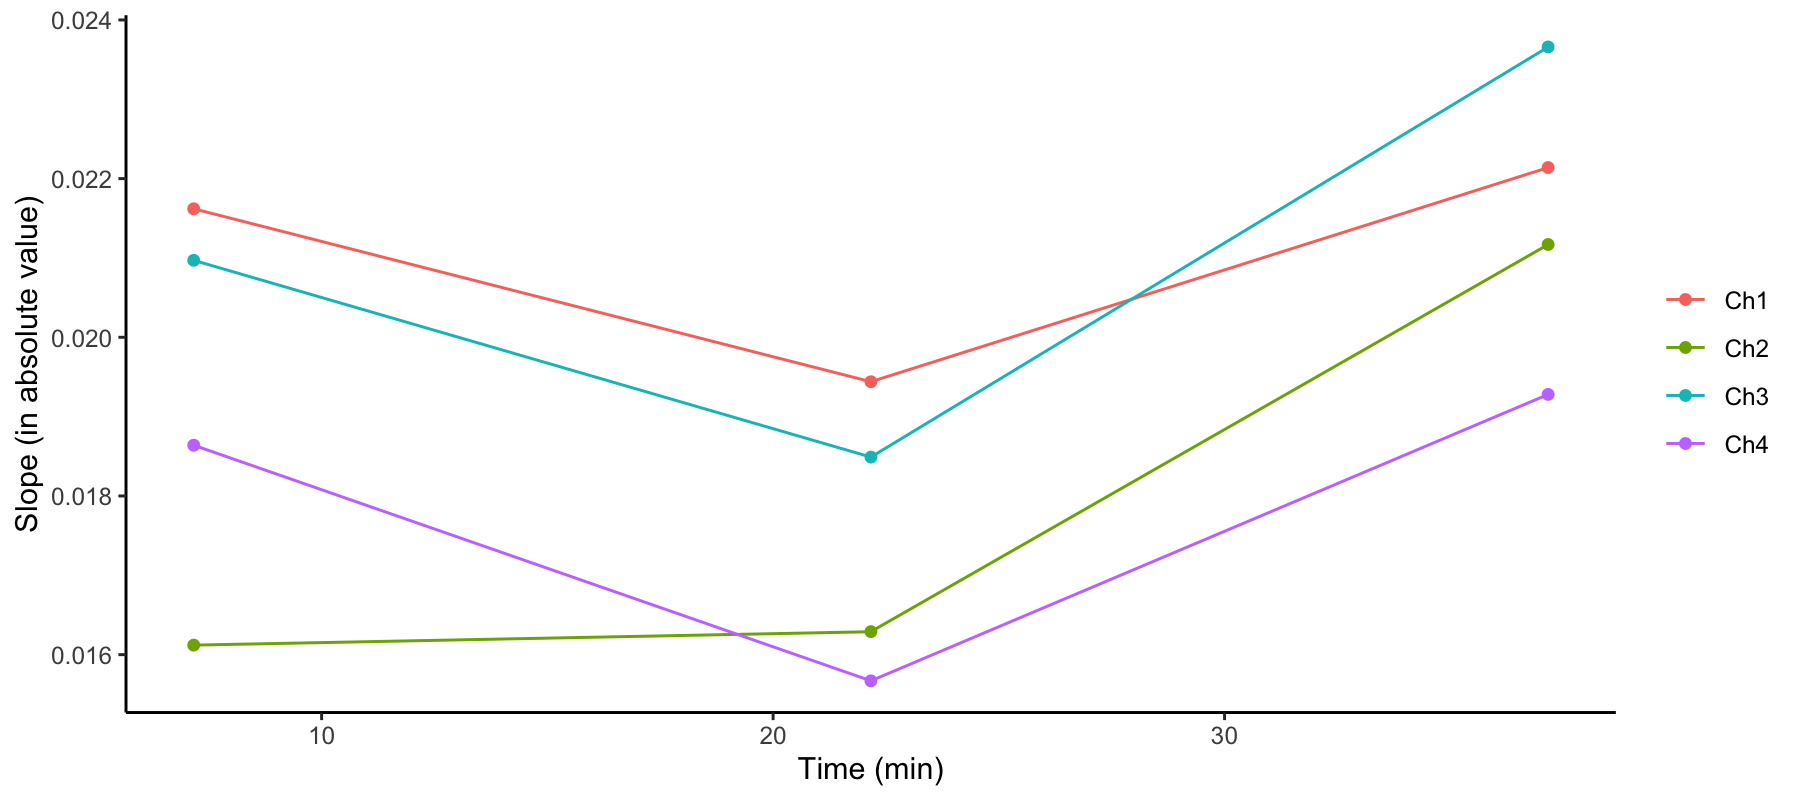 Slope (in absolute value)
0.024
0.022
0.020
0.018
0.016
10
20
30
Time (min)
Ch1
Ch2
Ch3
Ch4